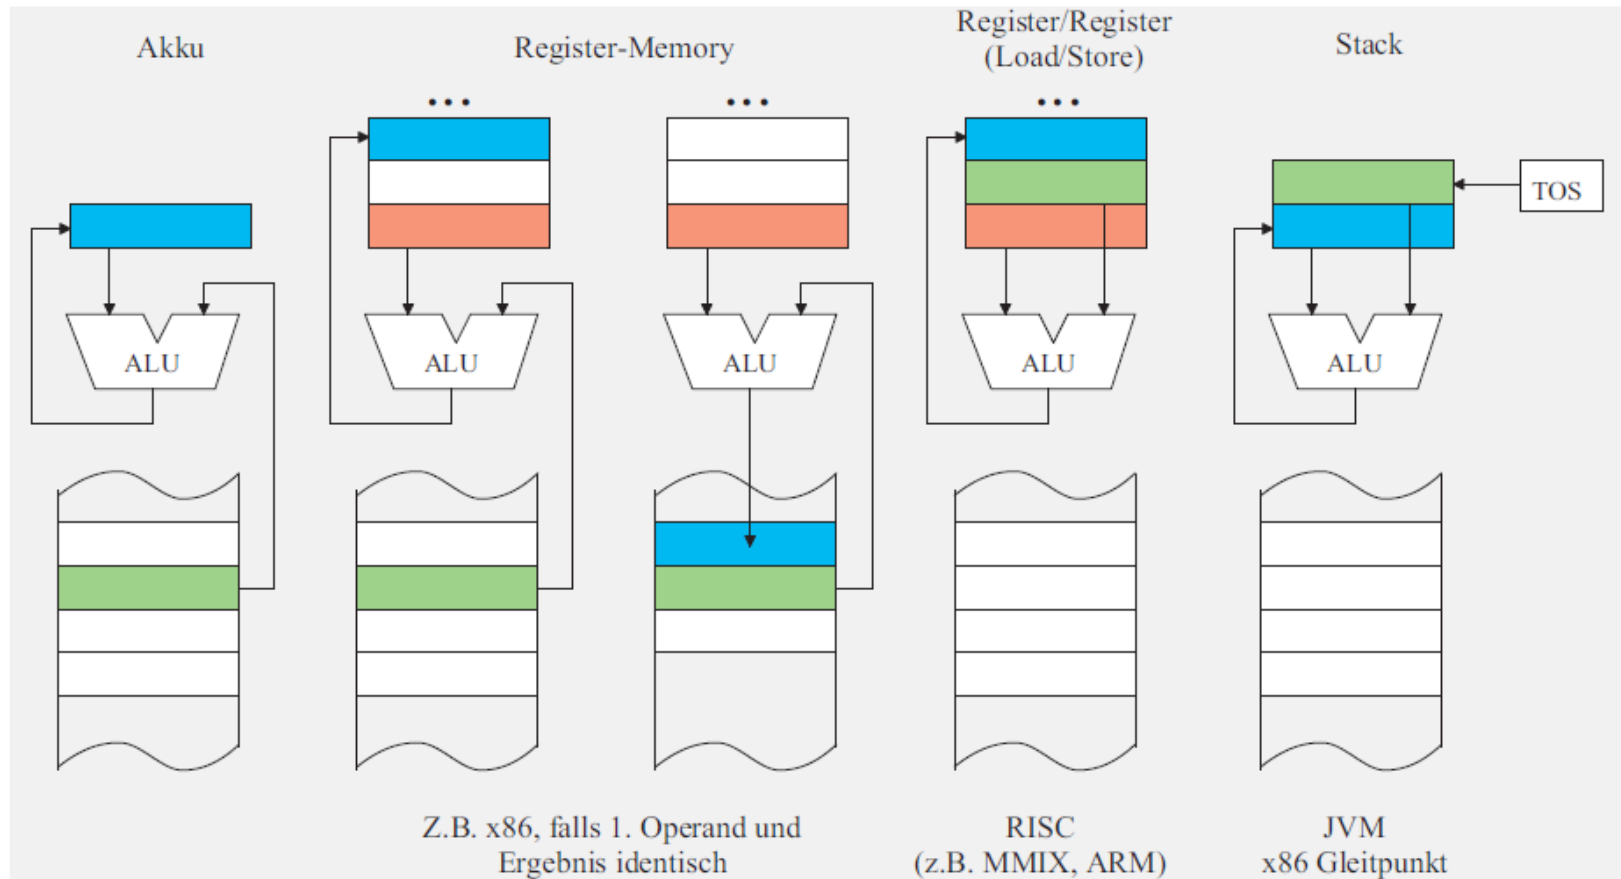 Akku
Register-Memory
Register/Register
(Load/Store)
Stack
•••
•••
•••
TOS
ALU
ALU
ALU
ALU
ALU
Z.B. x86, falls 1. Operand und
Ergebnis identisch
RISC
(z.B. MMIX, ARM)
JVM
x86 Gleitpunkt